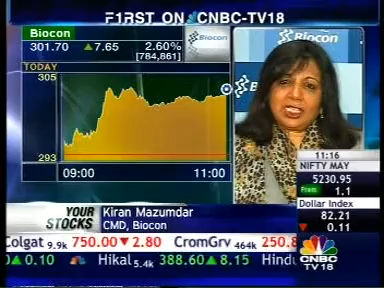 F1RST ON CNBC-TV18
Biocon
301.70 ▲7.65 2.60%
[784,861]
Biocon
Biocon
TODAY
305
293
09:00 11:00
11:16
NIFTY MAY
5230.95
Prem 1.1
Dollar Index
82.21
▼ 0.11
YOUR STOCKS
Kiran Mazumdar
CMD, Biocon
Colgat 9.9k 750.00 ▼ 2.80 CromGrv 464k 250.8
▲ 0.10 Hikal 5.4k 388.60 ▲ 8.15 Hindu
CNBC
TV18